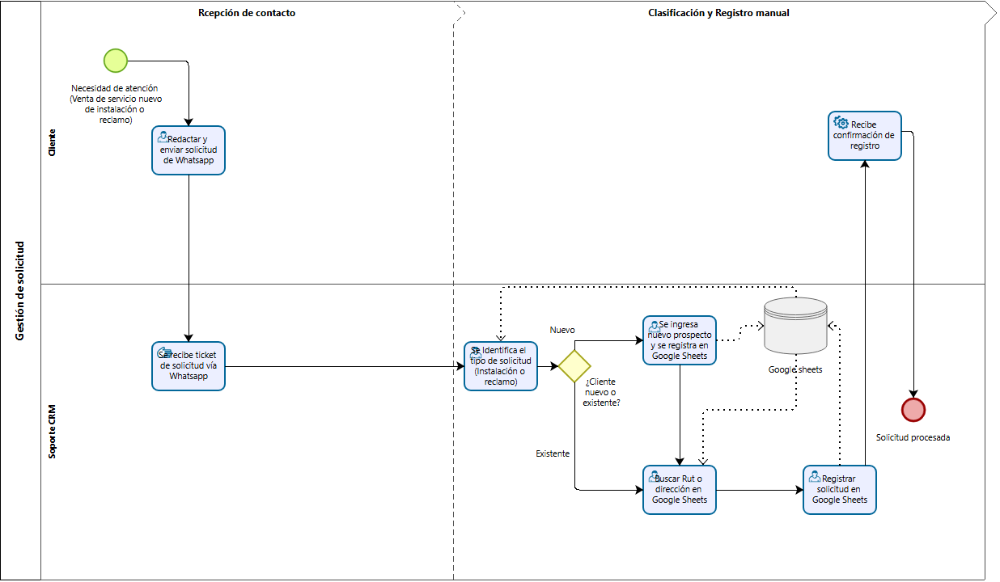 Rcepción de contacto
Clasificación y Registro manual
Gestión de solicitud
Cliente
Necesidad de atención
(Venta de servicio nuevo
de instalación o
reclamo)
Redactar y
enviar solicitud
de Whatsapp
Recibe
confirmación de
registro
Soporte CRM
Se recibe ticket
de solicitud vía
Whatsapp
Se Identifica el
tipo de solicitud
(Instalación o
reclamo)
Nuevo
¿Cliente
nuevo o
existente?
Existente
Se ingresa
nuevo prospecto
y se registra en
Google Sheets
Google sheets
Buscar Rut o
dirección en
Google Sheets
Registrar
solicitud en
Google Sheets
Solicitud procesada